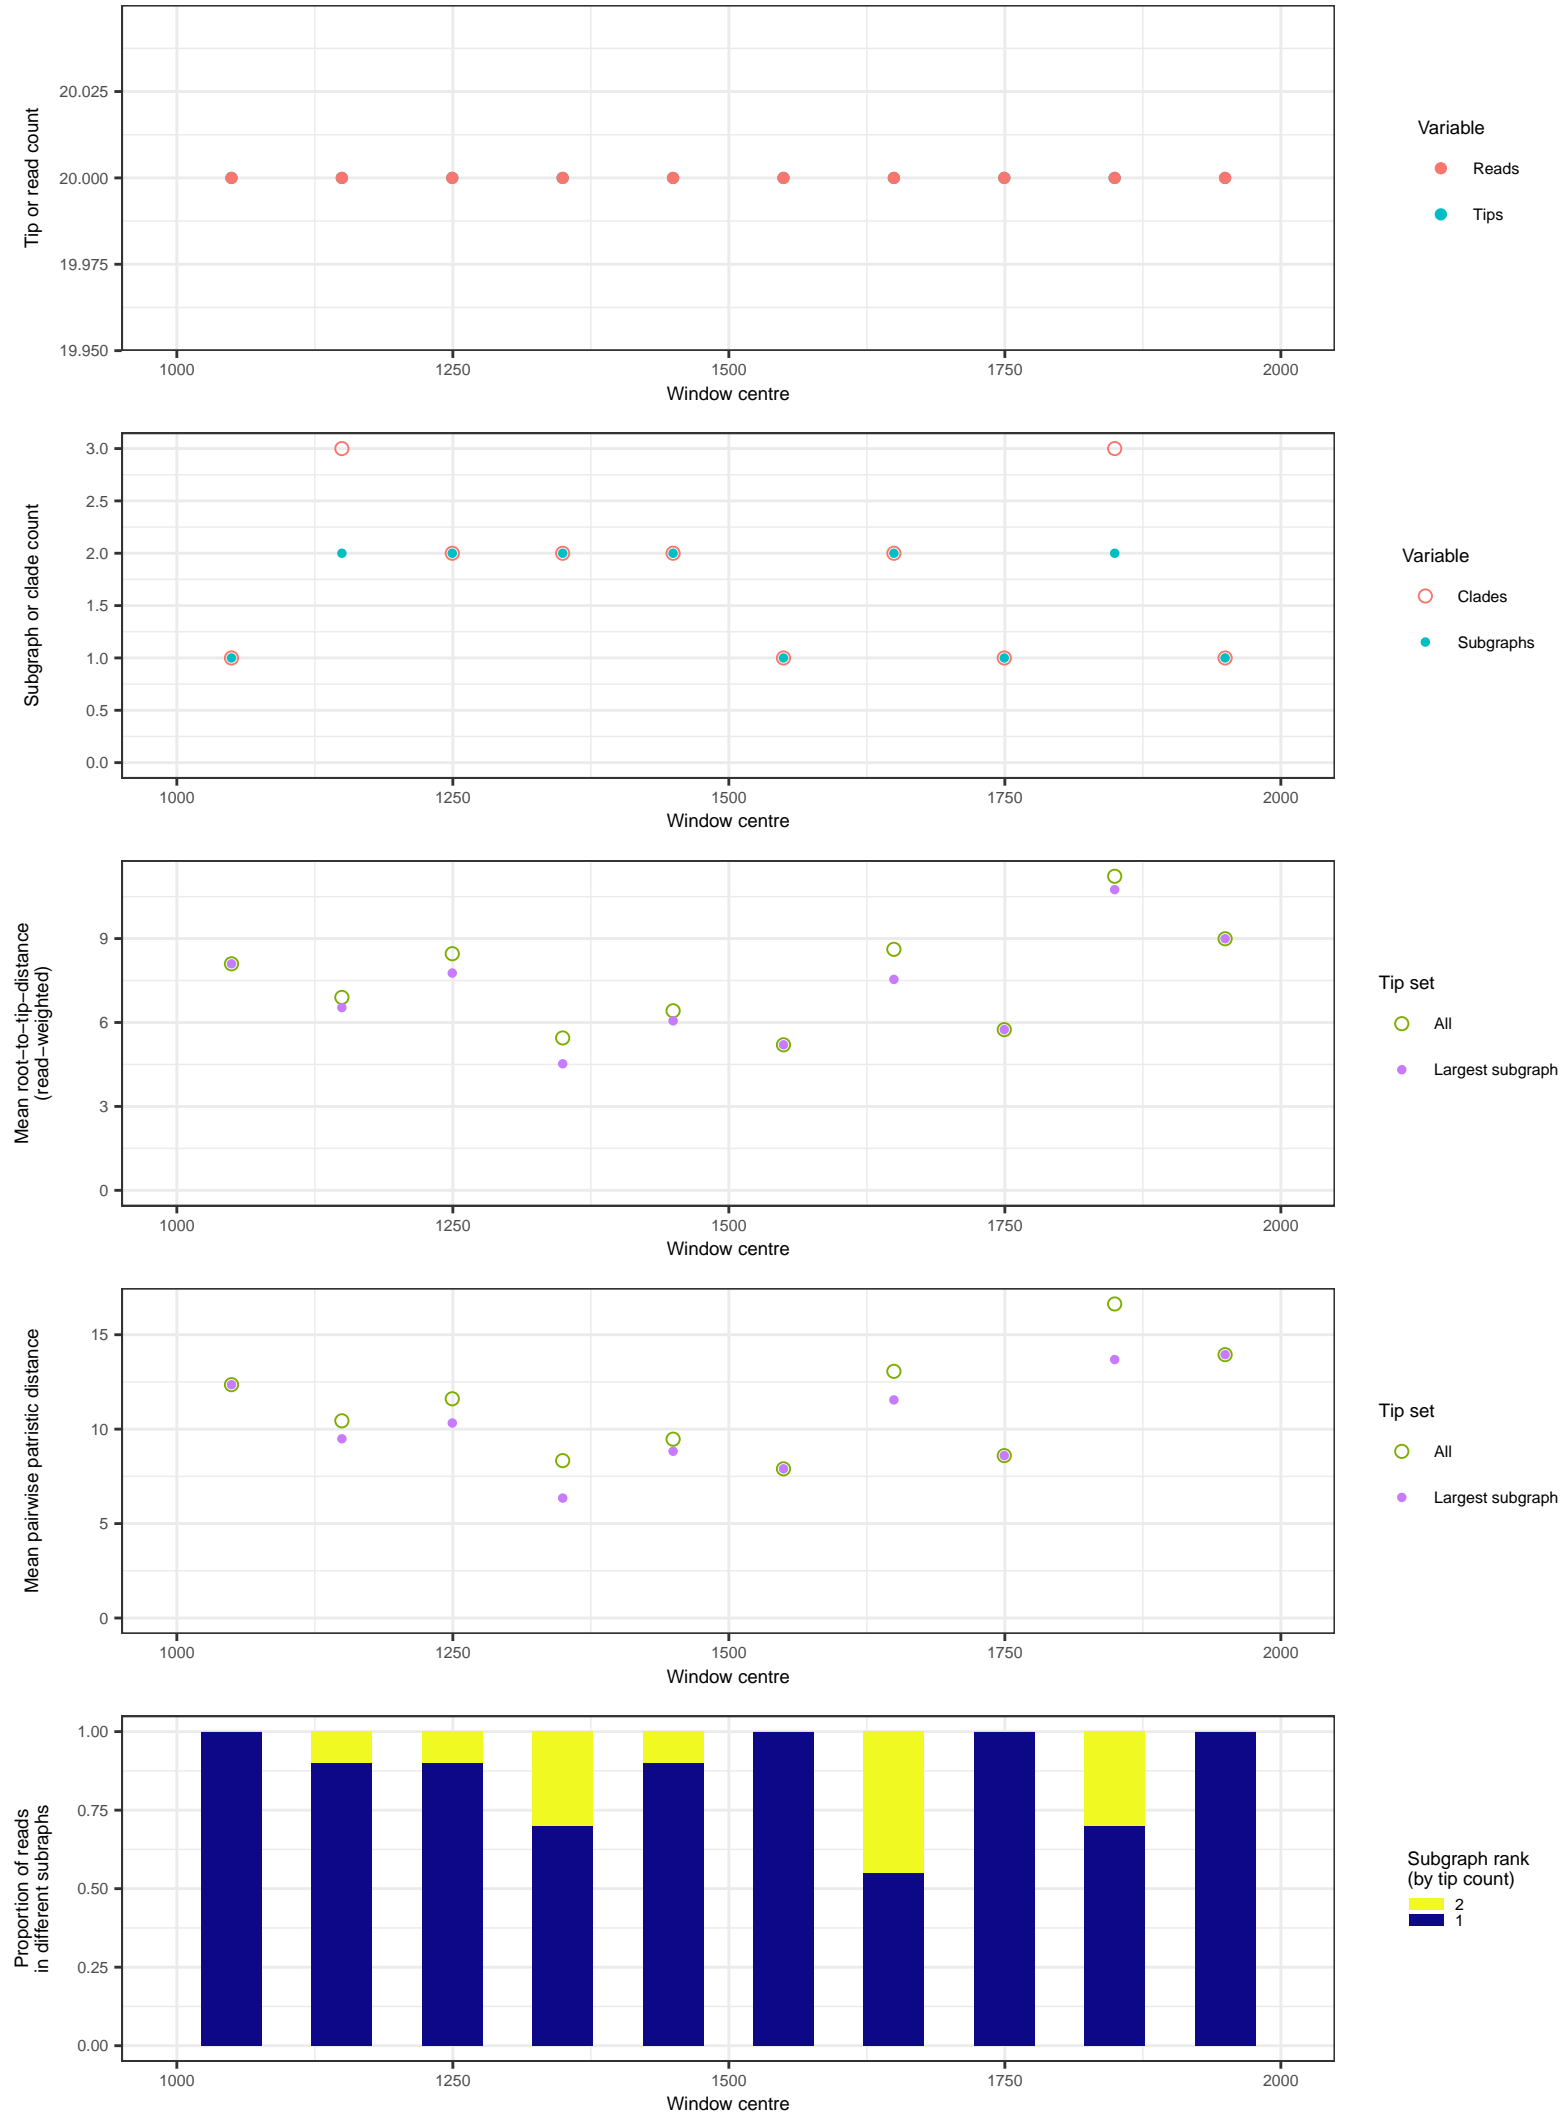 Tip or read count
20.025
20.000
19.975
19.950
1000 1250 1500 1750 2000
Window centre
Variable
Reads
Tips
Subgraph or clade count
3.0
2.5
2.0
1.5
1.0
0.5
0.0
1000 1250 1500 1750 2000
Window centre
Variable
Clades
Subgraphs
Mean root−to−tip−distance
(read−weighted)
9
6
3
0
1000 1250 1500 1750 2000
Window centre
Tip set
All
Largest subgraph
Mean pairwise patristic distance
15
10
5
0
1000 1250 1500 1750 2000
Window centre
Tip set
All
Largest subgraph
Proportion of reads
in different subraphs
1.00
0.75
0.50
0.25
0.00
1000 1250 1500 1750 2000
Window centre
Subgraph rank
(by tip count)
2
1